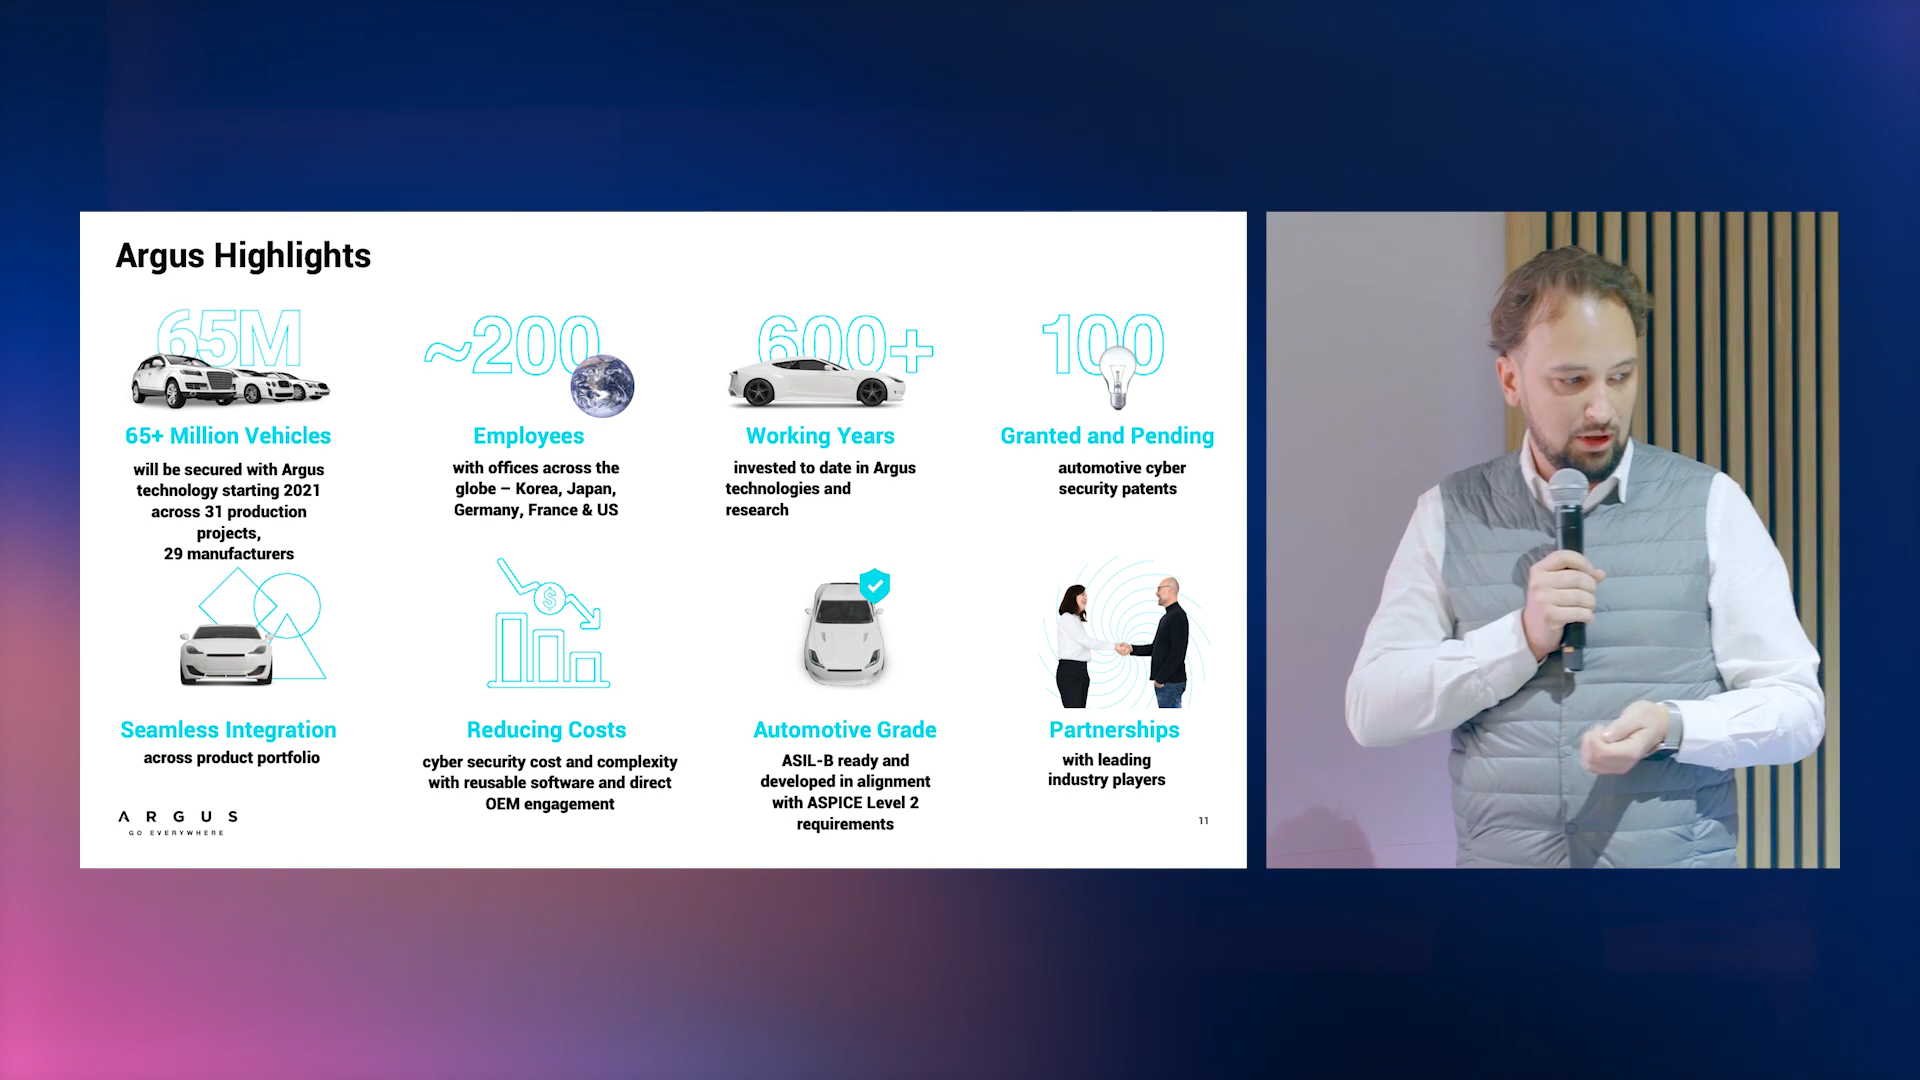 Argus Highlights
65M
~200
600+
100
65+ Million Vehicles
will be secured with Argus
technology starting 2021
across 31 production
projects,
29 manufacturers
Employees
with offices across the
globe – Korea, Japan,
Germany, France & US
Working Years
invested to date in Argus
technologies and
research
Granted and Pending
automotive cyber
security patents
Seamless Integration
across product portfolio
Reducing Costs
cyber security cost and complexity
with reusable software and direct
OEM engagement
Automotive Grade
ASIL-B ready and
developed in alignment
with ASPICE Level 2
requirements
Partnerships
with leading
industry players
ARGUS
GO EVERYWHERE
11